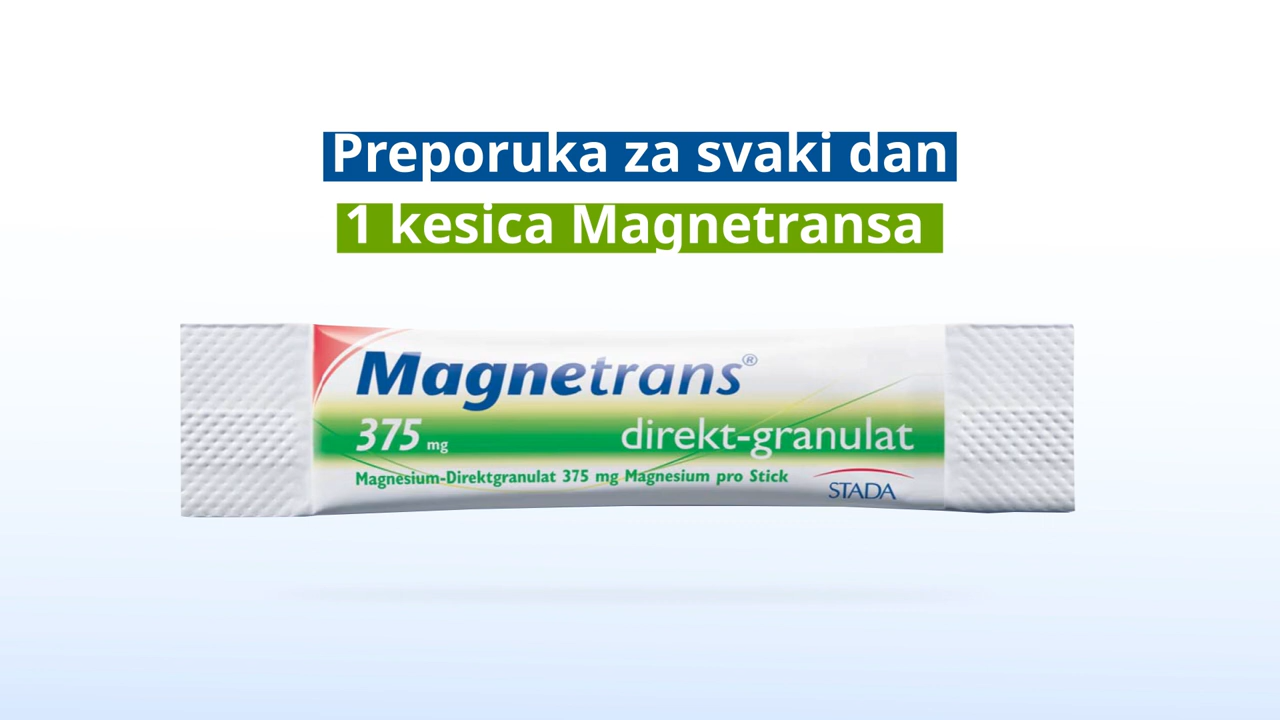 Preporuka za svaki dan
1 kesica Magnetransa
Magnetrans®
375 mg direkt-granulat
Magnesium-Direktgranulat 375 mg Magnesium pro Stick
STADA